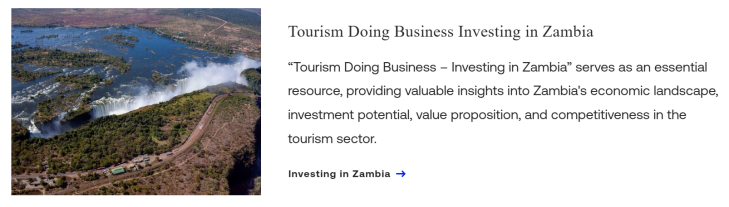 Tourism Doing Business Investing in Zambia
“Tourism Doing Business – Investing in Zambia” serves as an essential
resource, providing valuable insights into Zambia's economic landscape,
investment potential, value proposition, and competitiveness in the
tourism sector.
Investing in Zambia →